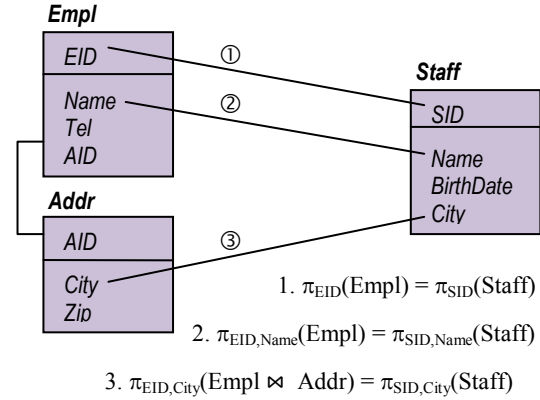 Empl
EID
Name
Tel
AID
Addr
AID
City
Zip
①
②
③
Staff
SID
Name
BirthDate
City
1. πEID(Empl) = πSID(Staff)
2. πEID,Name(Empl) = πSID,Name(Staff)
3. πEID,City(Empl ⋈ Addr) = πSID,City(Staff)